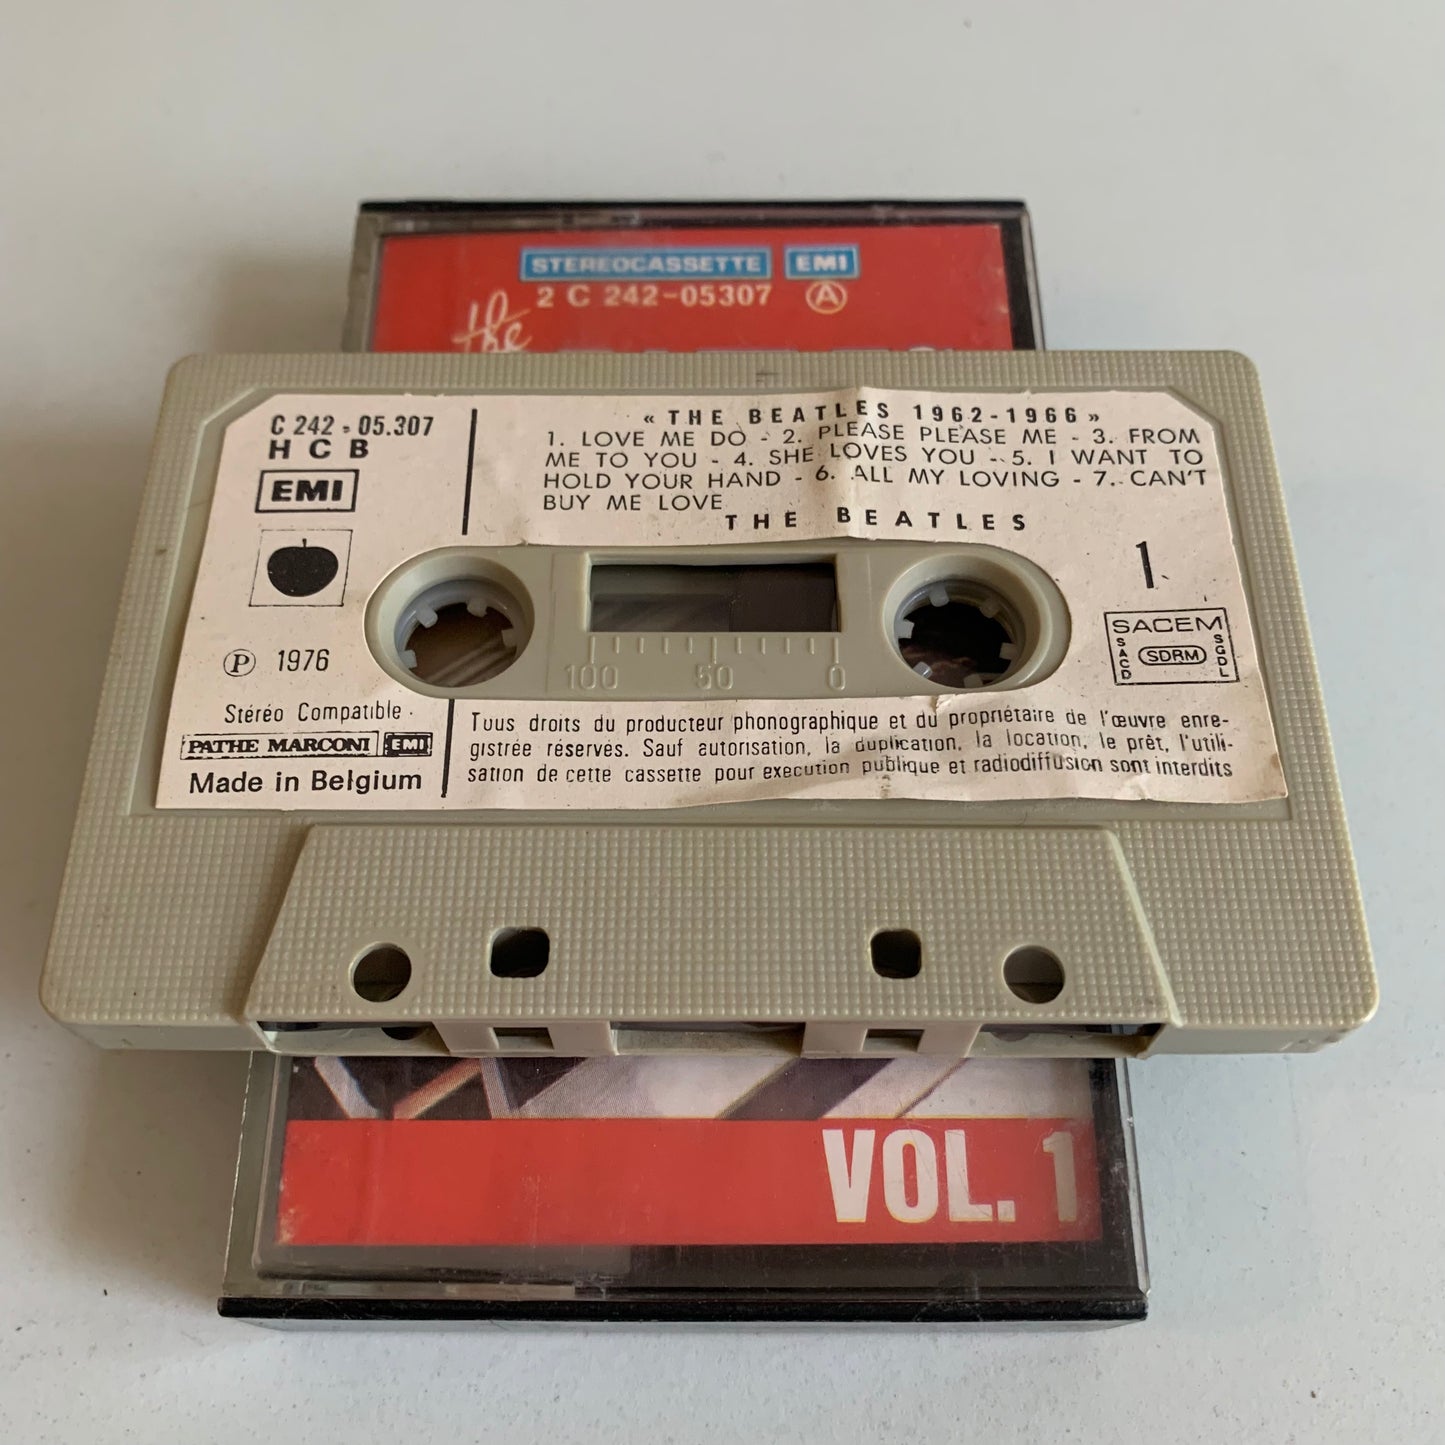 STEREOCASSETTE EMI
2 C 242-05307 A
the
C 242-05.307
H C B
EMI
P 1976
Stéréo Compatible.
PATHE MARCONI EMI
Made in Belgium
« THE BEATLES 1962-1966 »
1. LOVE ME DO - 2. PLEASE PLEASE ME - 3. FROM
ME TO YOU - 4. SHE LOVES YOU - 5. I WANT TO
HOLD YOUR HAND - 6. ALL MY LOVING - 7. CAN'T
BUY ME LOVE
THE BEATLES
1
100 50 0
SACEM
SACD SDRM SGDL
Tous droits du producteur phonographique et du propriétaire de l'œuvre enre-
gistrée réservés. Sauf autorisation, la duplication, la location, le prêt, l'utili-
sation de cette cassette pour execution publique et radiodiffusion sont interdits
VOL. 1